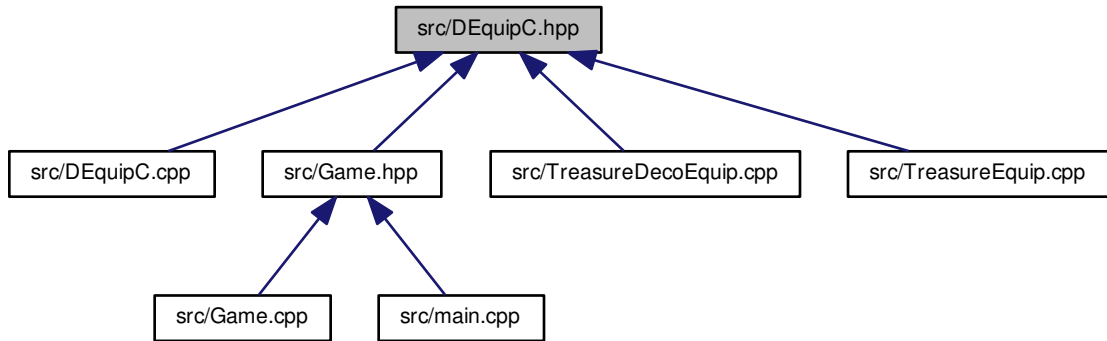 src/DEquipC.hpp
src/DEquipC.cpp
src/Game.hpp
src/TreasureDecoEquip.cpp
src/TreasureEquip.cpp
src/Game.cpp
src/main.cpp